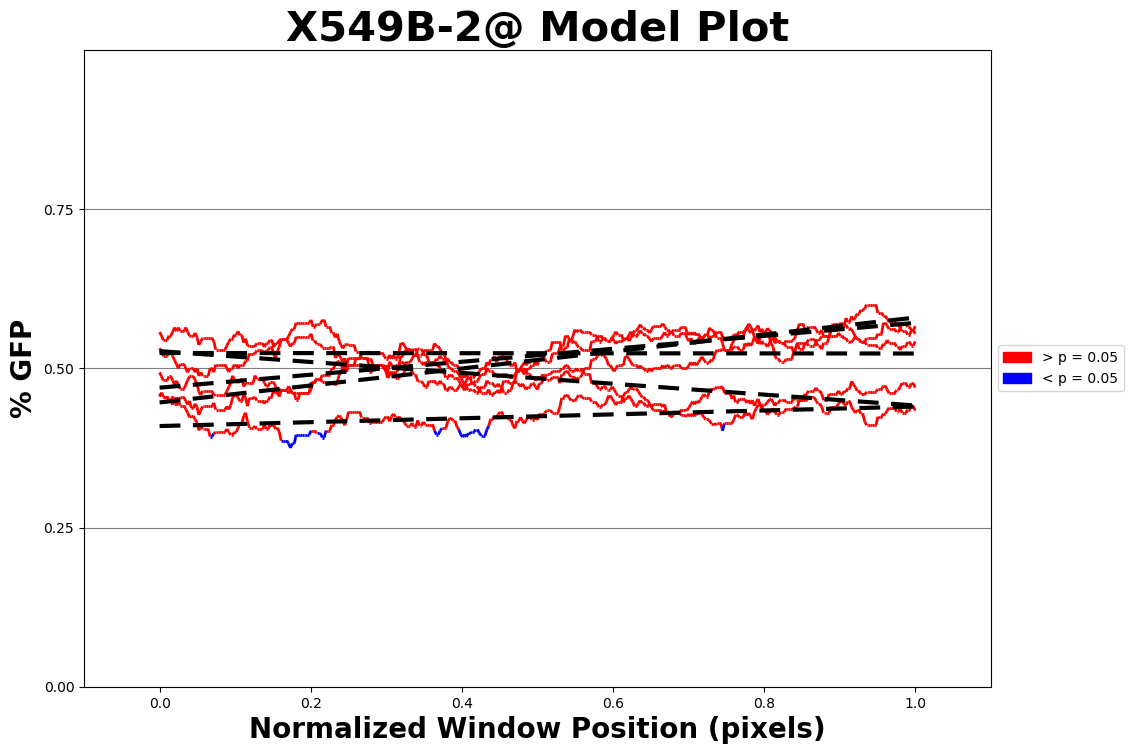 X549B-2@ Model Plot
% GFP
0.75
0.50
0.25
0.00
0.0 0.2 0.4 0.6 0.8 1.0
Normalized Window Position (pixels)
> p = 0.05
< p = 0.05